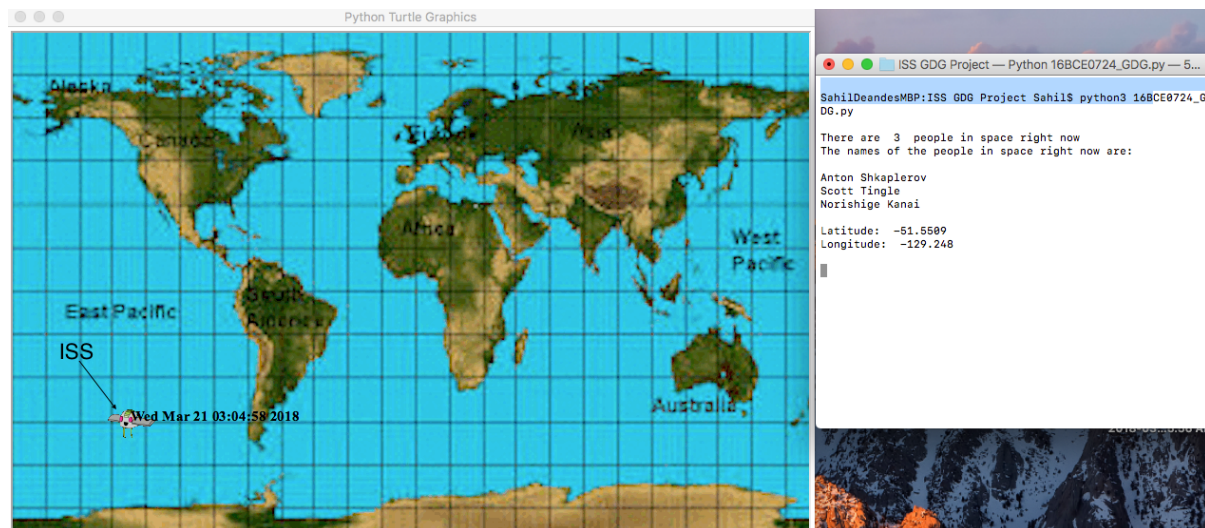 Python Turtle Graphics
Alaska
Canada
Europe
Asia
Africa
West
Pacific
South
America
East Pacific
ISS
Wed Mar 21 03:04:58 2018
Australia
ISS GDG Project — Python 16BCE0724_GDG.py — 5...
SahilDeandesMBP:ISS GDG Project Sahil$ python3 16BCE0724_G
DG.py
There are  3  people in space right now
The names of the people in space right now are:
Anton Shkaplerov
Scott Tingle
Norishige Kanai
Latitude:  -51.5509
Longitude:  -129.248